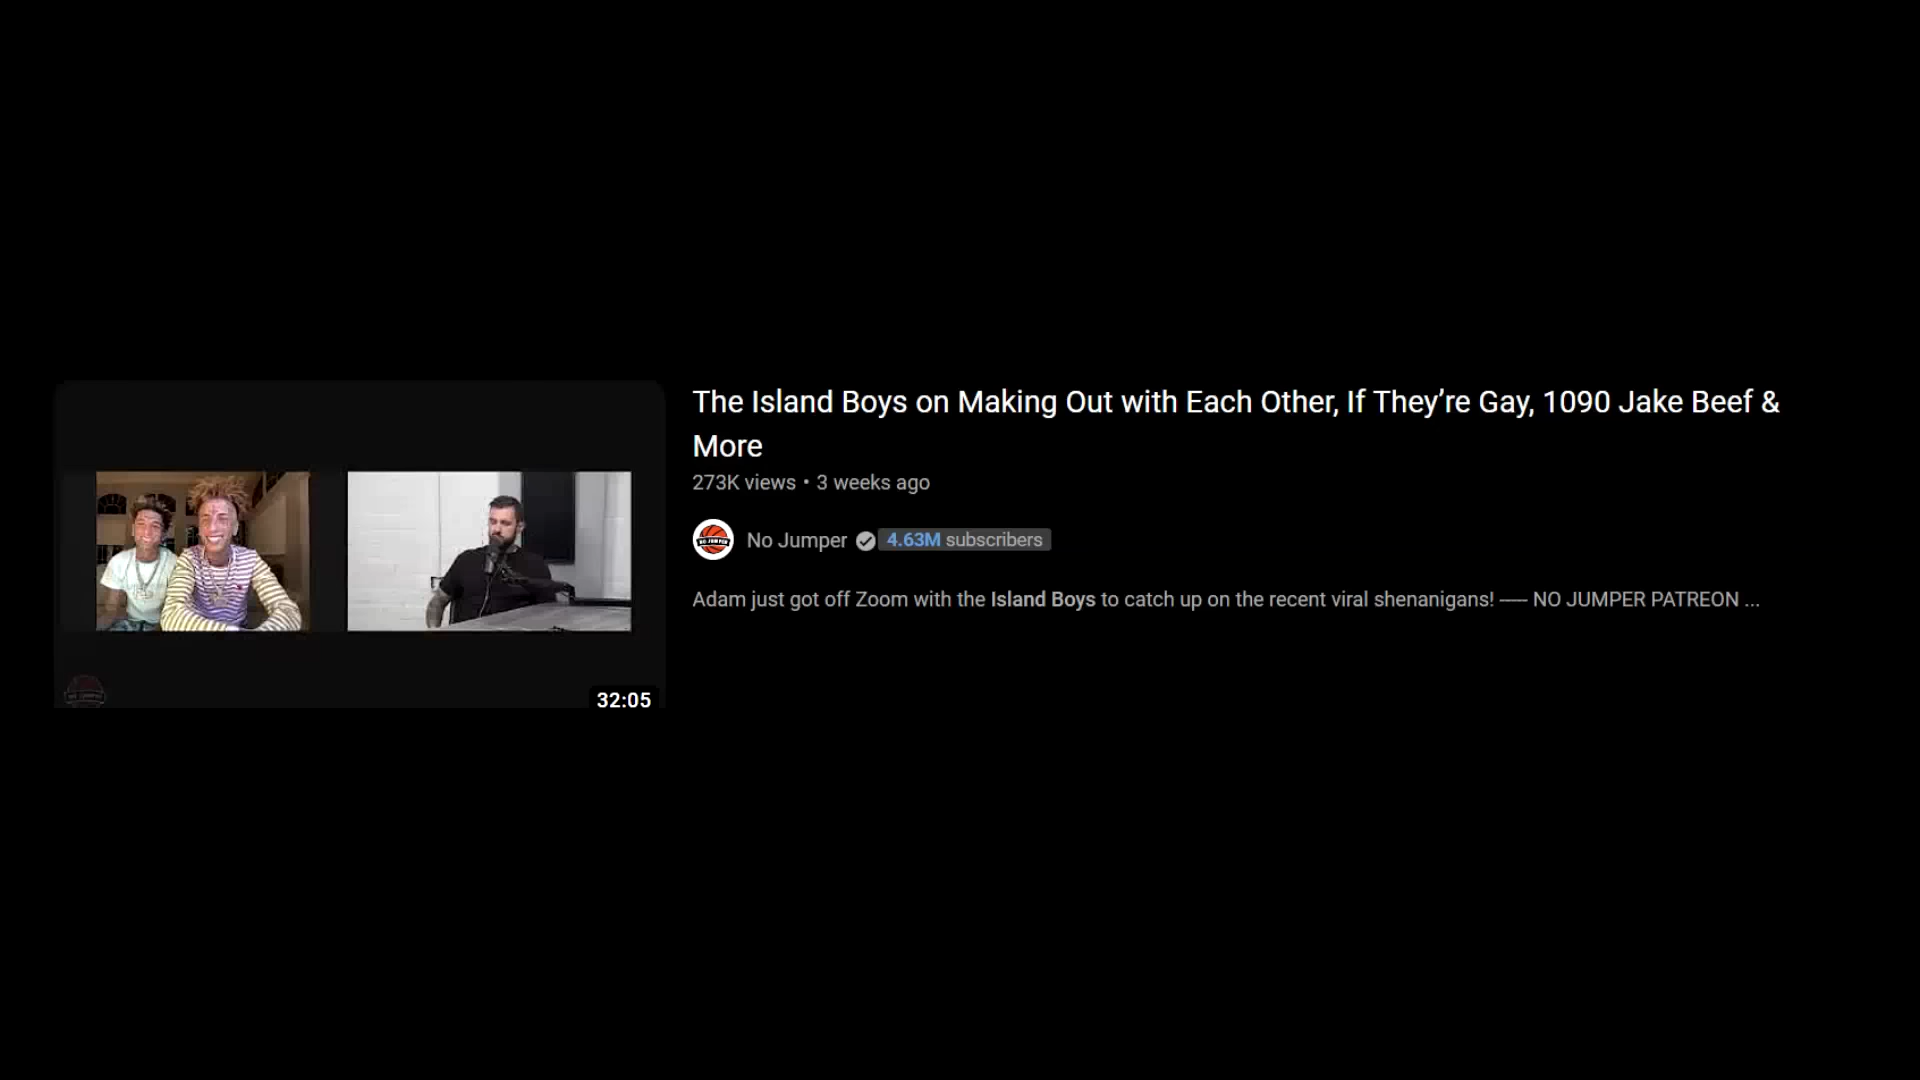 The Island Boys on Making Out with Each Other, If They’re Gay, 1090 Jake Beef &
More
273K views • 3 weeks ago
No Jumper 4.63M subscribers
Adam just got off Zoom with the Island Boys to catch up on the recent viral shenanigans! ––– NO JUMPER PATREON ...
32:05
NO JUMPER